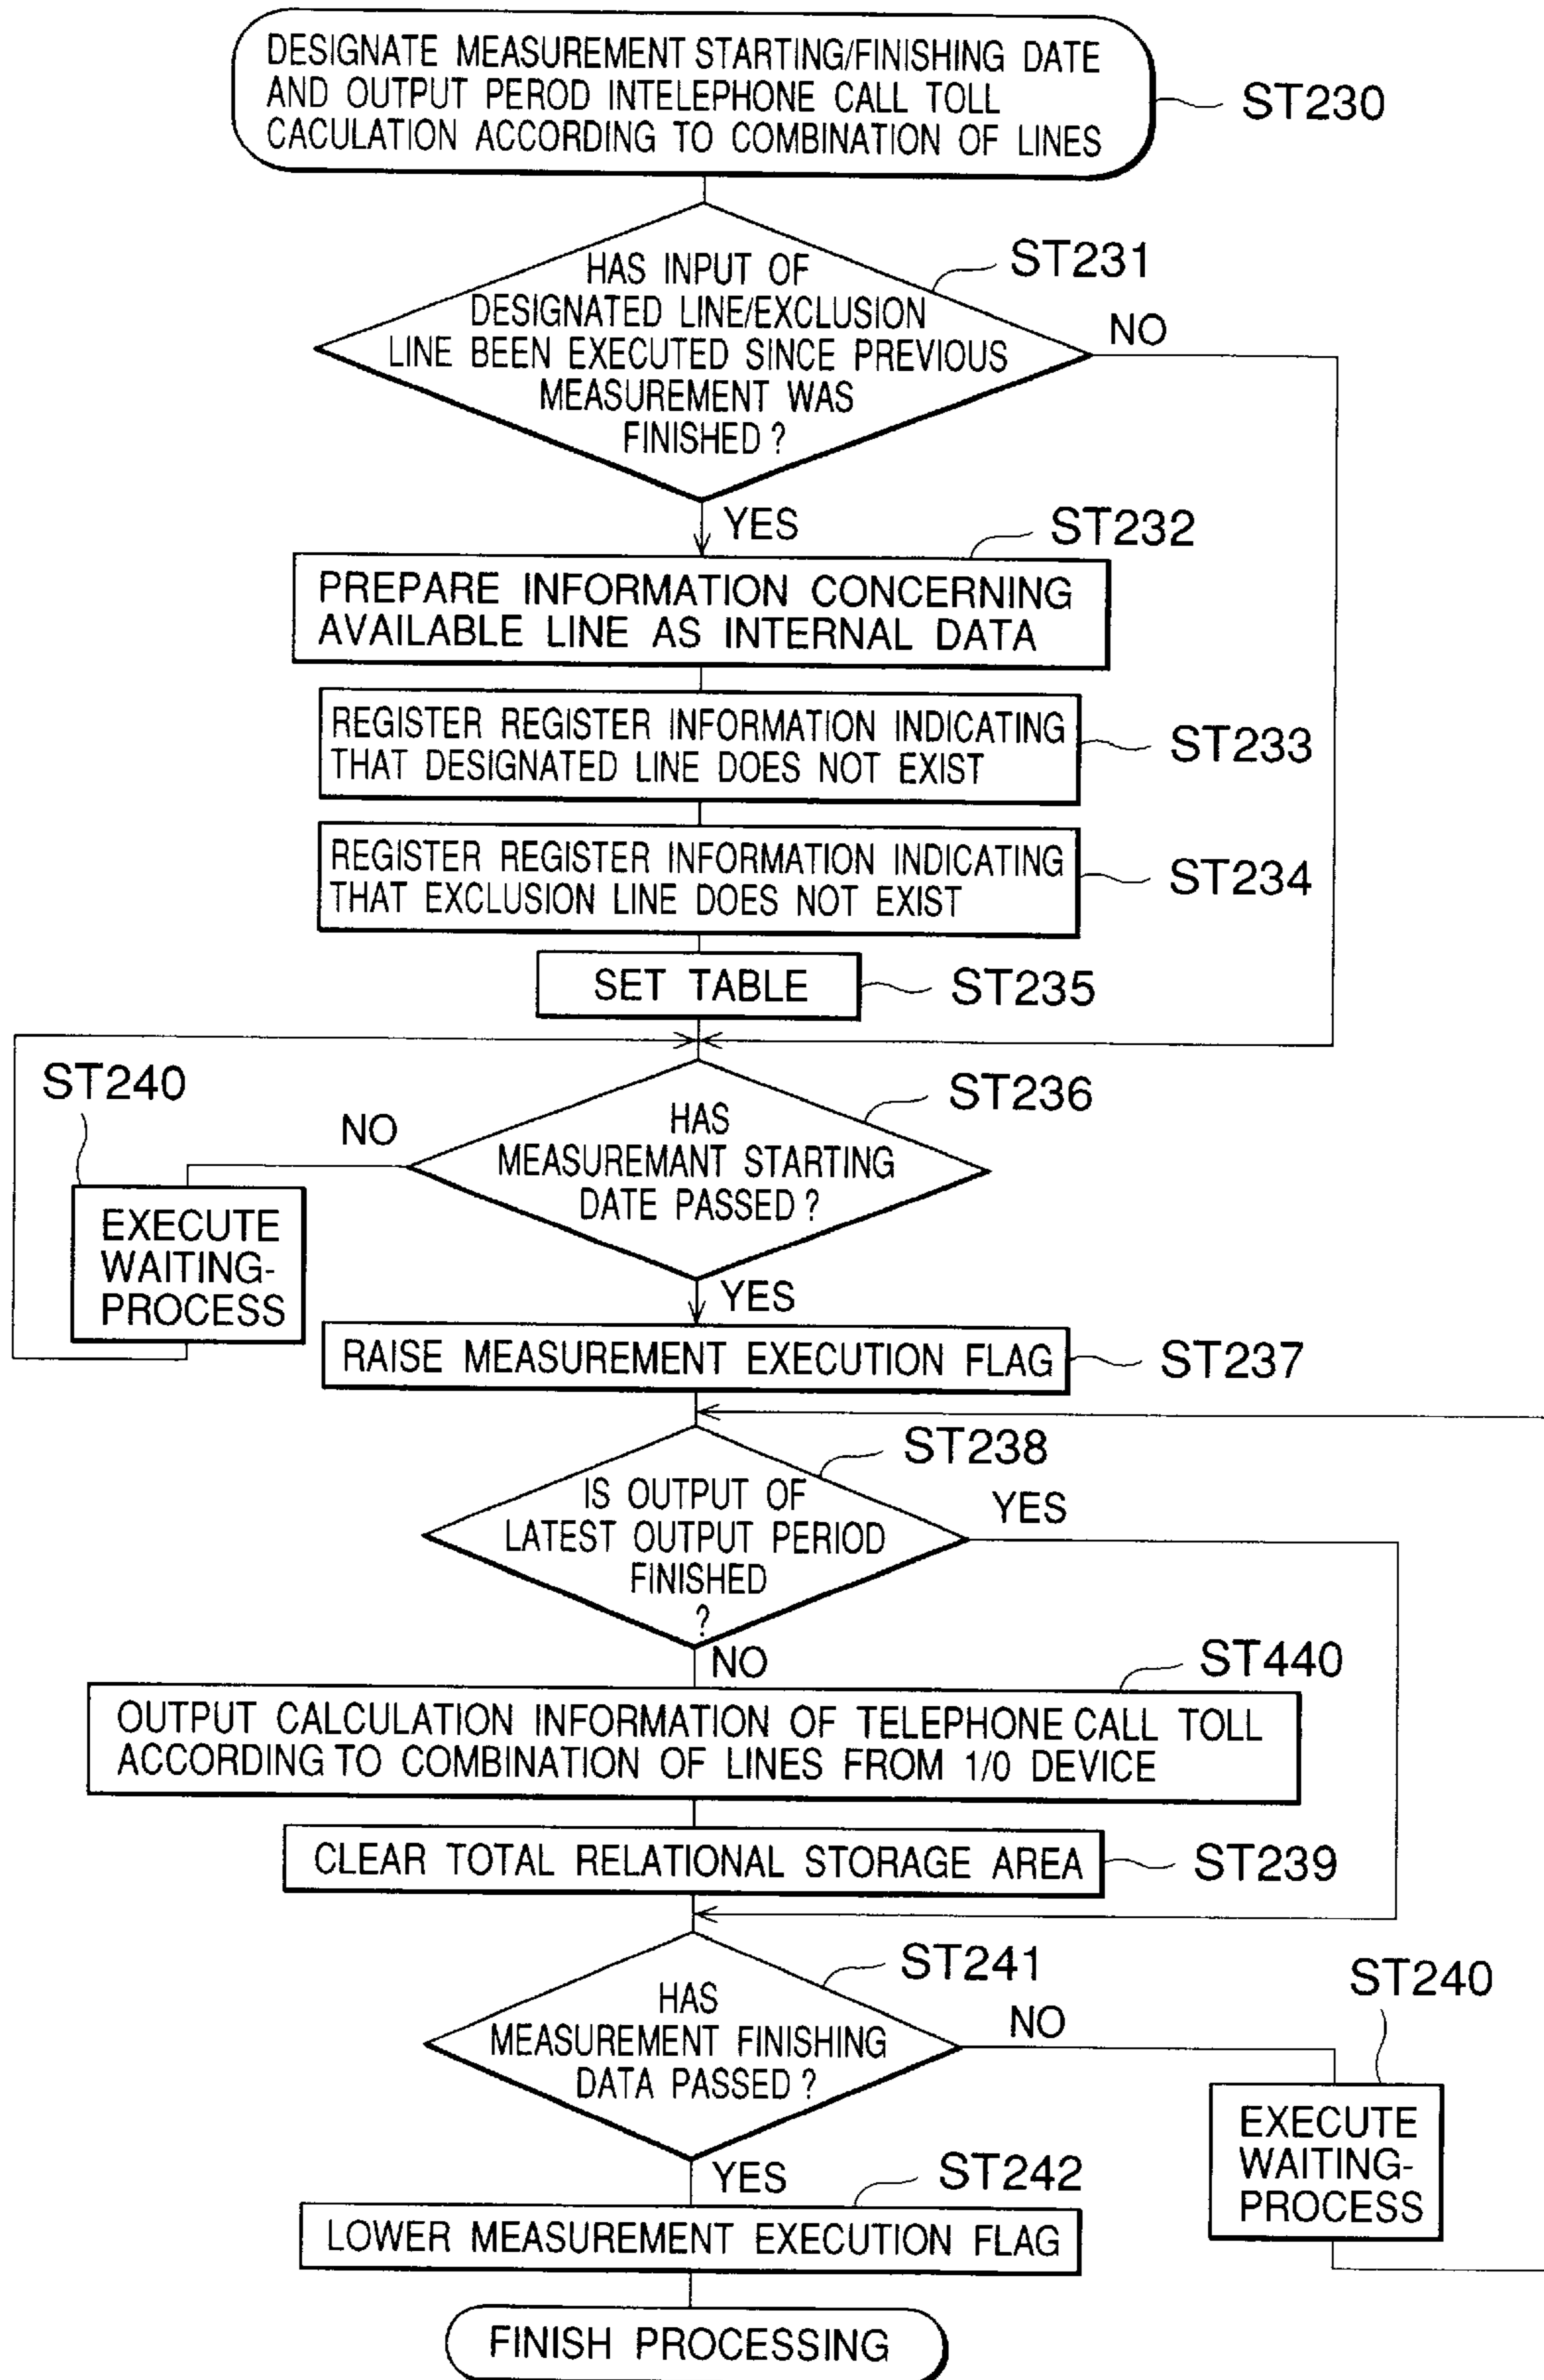 DESIGNATE MEASUREMENT STARTING/FINISHING DATE
AND OUTPUT PEROD INTELEPHONE CALL TOLL
CACULATION ACCORDING TO COMBINATION OF LINES
ST230
ST231
HAS INPUT OF
DESIGNATED LINE/EXCLUSION
LINE BEEN EXECUTED SINCE PREVIOUS
MEASUREMENT WAS
FINISHED ?
NO
YES
ST232
PREPARE INFORMATION CONCERNING
AVAILABLE LINE AS INTERNAL DATA
REGISTER REGISTER INFORMATION INDICATING
THAT DESIGNATED LINE DOES NOT EXIST
ST233
REGISTER REGISTER INFORMATION INDICATING
THAT EXCLUSION LINE DOES NOT EXIST
ST234
SET TABLE
ST235
ST240
ST236
NO
HAS
MEASUREMANT STARTING
DATE PASSED ?
EXECUTE
WAITING-
PROCESS
YES
RAISE MEASUREMENT EXECUTION FLAG
ST237
ST238
IS OUTPUT OF
LATEST OUTPUT PERIOD
FINISHED
?
YES
NO
ST440
OUTPUT CALCULATION INFORMATION OF TELEPHONE CALL TOLL
ACCORDING TO COMBINATION OF LINES FROM 1/0 DEVICE
CLEAR TOTAL RELATIONAL STORAGE AREA
ST239
ST241
HAS
MEASUREMENT FINISHING
DATA PASSED ?
NO
ST240
EXECUTE
WAITING-
PROCESS
YES
ST242
LOWER MEASUREMENT EXECUTION FLAG
FINISH PROCESSING